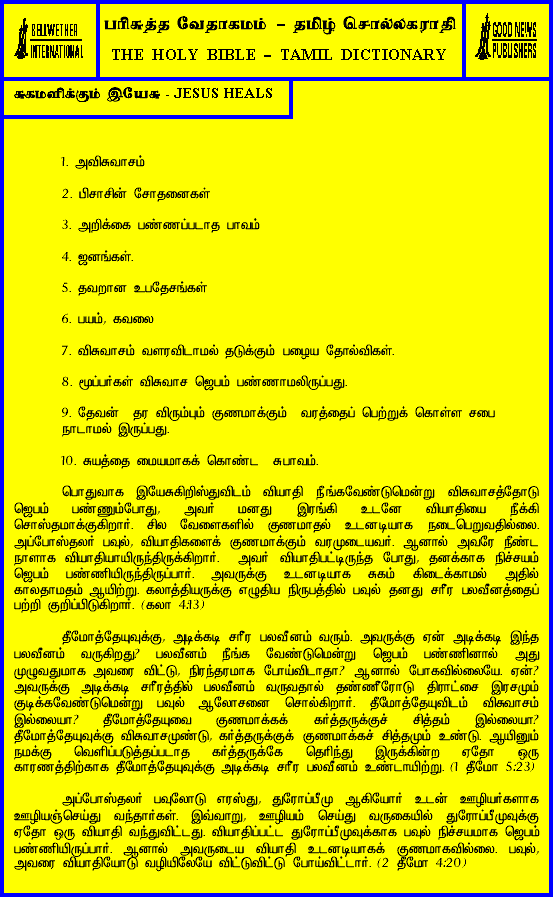 BELLWETHER
INTERNATIONAL
பரிசுத்த வேதாகமம் – தமிழ் சொல்லகராதி
THE HOLY BIBLE – TAMIL DICTIONARY
GOOD NEWS
PUBLISHERS
சுகமளிக்கும் இயேசு - JESUS HEALS
1. அவிசுவாசம்
2. பிசாசின் சோதனைகள்
3. அறிக்கை பண்ணப்படாத பாவம்
4. ஜனங்கள்.
5. தவறான உபதேசங்கள்
6. பயம், கவலை
7. விசுவாசம் வளரவிடாமல் தடுக்கும் பழைய தோல்விகள்.
8. மூப்பர்கள் விசுவாச ஜெபம் பண்ணாமலிருப்பது.
9. தேவன் தர விரும்பும் குணமாக்கும் வரத்தைப் பெற்றுக் கொள்ள சபை
நாடாமல் இருப்பது.
10. சுயத்தை மையமாகக் கொண்ட சுபாவம்.
பொதுவாக இயேசுகிறிஸ்துவிடம் வியாதி நீங்கவேண்டுமென்று விசுவாசத்தோடு
ஜெபம் பண்ணும்போது, அவர் மனது இரங்கி உடனே வியாதியை நீக்கி
சொஸ்தமாக்குகிறார். சில வேளைகளில் குணமாதல் உடனடியாக நடைபெறுவதில்லை.
அப்போஸ்தலர் பவுல், வியாதிகளைக் குணமாக்கும் வரமுடையவர். ஆனால் அவரே நீண்ட
நாளாக வியாதியாயிருந்திருக்கிறார். அவர் வியாதிபட்டிருந்த போது, தனக்காக நிச்சயம்
ஜெபம் பண்ணியிருந்திருப்பார். அவருக்கு உடனடியாக சுகம் கிடைக்காமல் அதில்
காலதாமதம் ஆயிற்று. கலாத்தியருக்கு எழுதிய நிருபத்தில் பவுல் தனது சரீர பலவீனத்தைப்
பற்றி குறிப்பிடுகிறார். (கலா 4:13)
தீமோத்தேயுவுக்கு, அடிக்கடி சரீர பலவீனம் வரும். அவருக்கு ஏன் அடிக்கடி இந்த
பலவீனம் வருகிறது? பலவீனம் நீங்க வேண்டுமென்று ஜெபம் பண்ணினால் அது
முழுவதுமாக அவரை விட்டு, நிரந்தரமாக போய்விடாதா? ஆனால் போகவில்லையே. ஏன்?
அவருக்கு அடிக்கடி சரீரத்தில் பலவீனம் வருவதால் தண்ணீரோடு திராட்சை இரசமும்
குடிக்கவேண்டுமென்று பவுல் ஆலோசனை சொல்கிறார். தீமோத்தேயுவிடம் விசுவாசம்
இல்லையா? தீமோத்தேயுவை குணமாக்கக் கர்த்தருக்குச் சித்தம் இல்லையா?
தீமோத்தேயுவுக்கு விசுவாசமுண்டு, கர்த்தருக்குக் குணமாக்கச் சித்தமும் உண்டு. ஆயினும்
நமக்கு வெளிப்படுத்தப்படாத கர்த்தருக்கே தெரிந்து இருக்கின்ற ஏதோ ஒரு
காரணத்திற்காக தீமோத்தேயுவுக்கு அடிக்கடி சரீர பலவீனம் உண்டாயிற்று. (1 தீமோ 5:23)
அப்போஸ்தலர் பவுலோடு எரஸ்து, துரோப்பீமு ஆகியோர் உடன் ஊழியர்களாக
ஊழியஞ்செய்து வந்தார்கள். இவ்வாறு, ஊழியம் செய்து வருகையில் துரோப்பீமுவுக்கு
ஏதோ ஒரு வியாதி வந்துவிட்டது. வியாதிப்பட்ட துரோப்பீமுவுக்காக பவுல் நிச்சயமாக ஜெபம்
பண்ணியிருப்பார். ஆனால் அவருடைய வியாதி உடனடியாகக் குணமாகவில்லை. பவுல்,
அவரை வியாதியோடு வழியிலேயே விட்டுவிட்டு போய்விட்டார். (2 தீமோ 4:20)